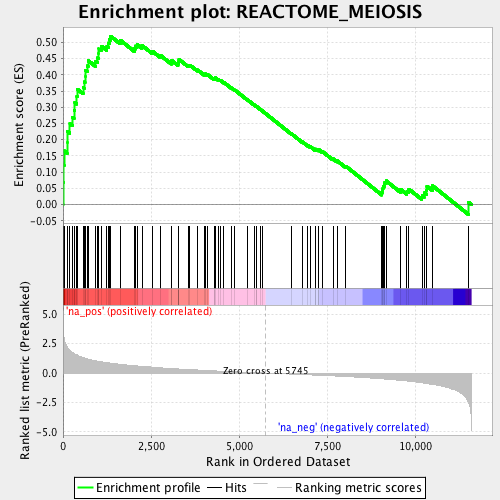 Enrichment plot: REACTOME_MEIOSIS
Enrichment score (ES)
0.50
0.45
0.40
0.35
0.30
0.25
0.20
0.15
0.10
0.05
0.00
-0.05
'na_pos' (positively correlated)
Ranked list metric (PreRanked)
5.0
2.5
0.0
-2.5
-5.0
Zero cross at 5745
'na_neg' (negatively correlated)
0
2,500
5,000
7,500
10,000
Rank in Ordered Dataset
Enrichment profile
Hits
Ranking metric scores